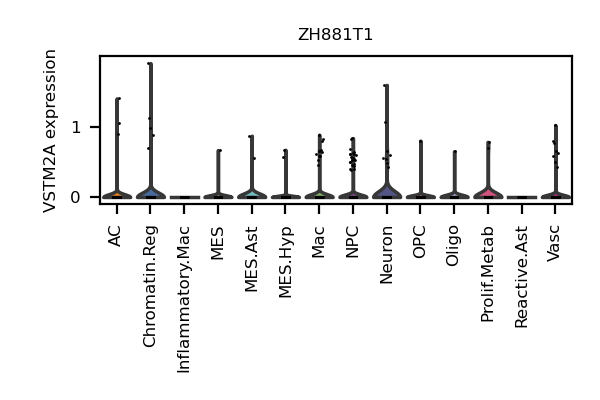 ZH881T1
VSTM2A expression
1
0
AC
Chromatin.Reg
Inflammatory.Mac
MES
MES.Ast
MES.Hyp
Mac
NPC
Neuron
OPC
Oligo
Prolif.Metab
Reactive.Ast
Vasc